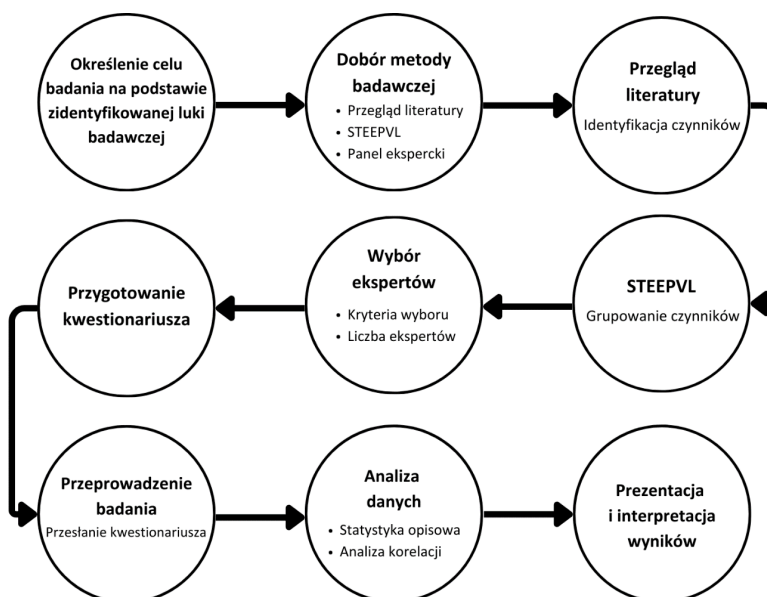 Określenie celu
badania na podstawie
zidentyfikowanej luki
badawczej
Dobór metody
badawczej
• Przegląd literatury
• STEEPVL
• Panel ekspercki
Przegląd
literatury
Identyfikacja czynników
STEEPVL
Grupowanie czynników
Wybór
ekspertów
• Kryteria wyboru
• Liczba ekspertów
Przygotowanie
kwestionariusza
Przeprowadzenie
badania
Przesłanie kwestionariusza
Analiza
danych
• Statystyka opisowa
• Analiza korelacji
Prezentacja
i interpretacja
wyników